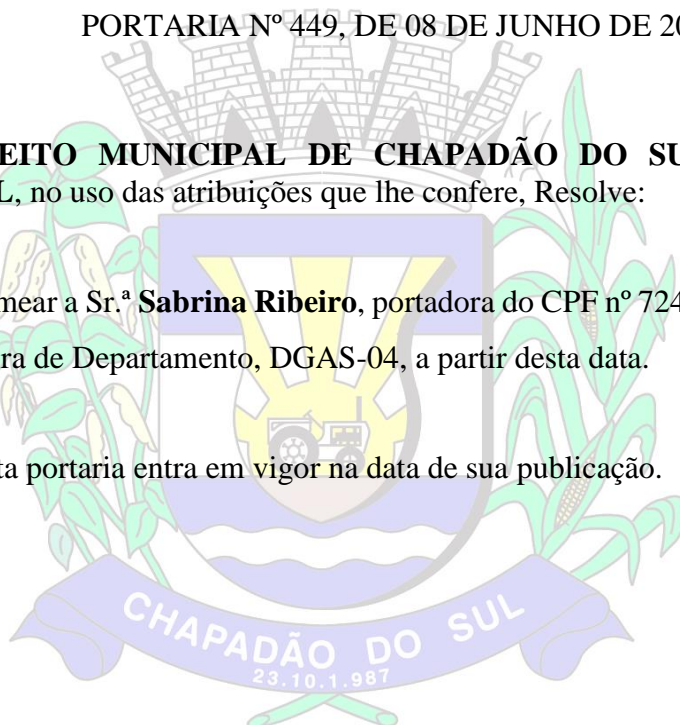 PORTARIA Nº 449, DE 08 DE JUNHO DE 20
EITO MUNICIPAL DE CHAPADÃO DO SU
L, no uso das atribuições que lhe confere, Resolve:
mear a Sr.ª Sabrina Ribeiro, portadora do CPF nº 724
ra de Departamento, DGAS-04, a partir desta data.
ta portaria entra em vigor na data de sua publicação.
CHAPADÃO DO SUL
23.10.1.987